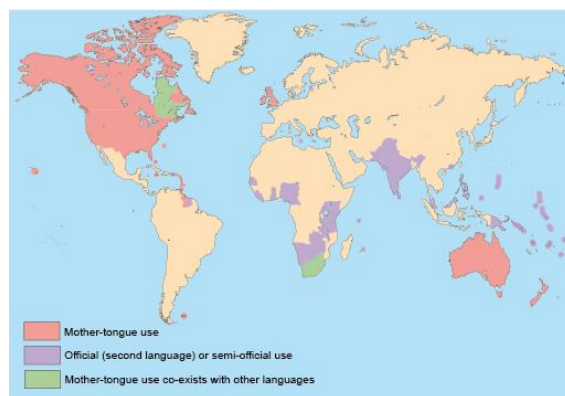 Mother-tongue use
Official (second language) or semi-official use
Mother-tongue use co-exists with other languages